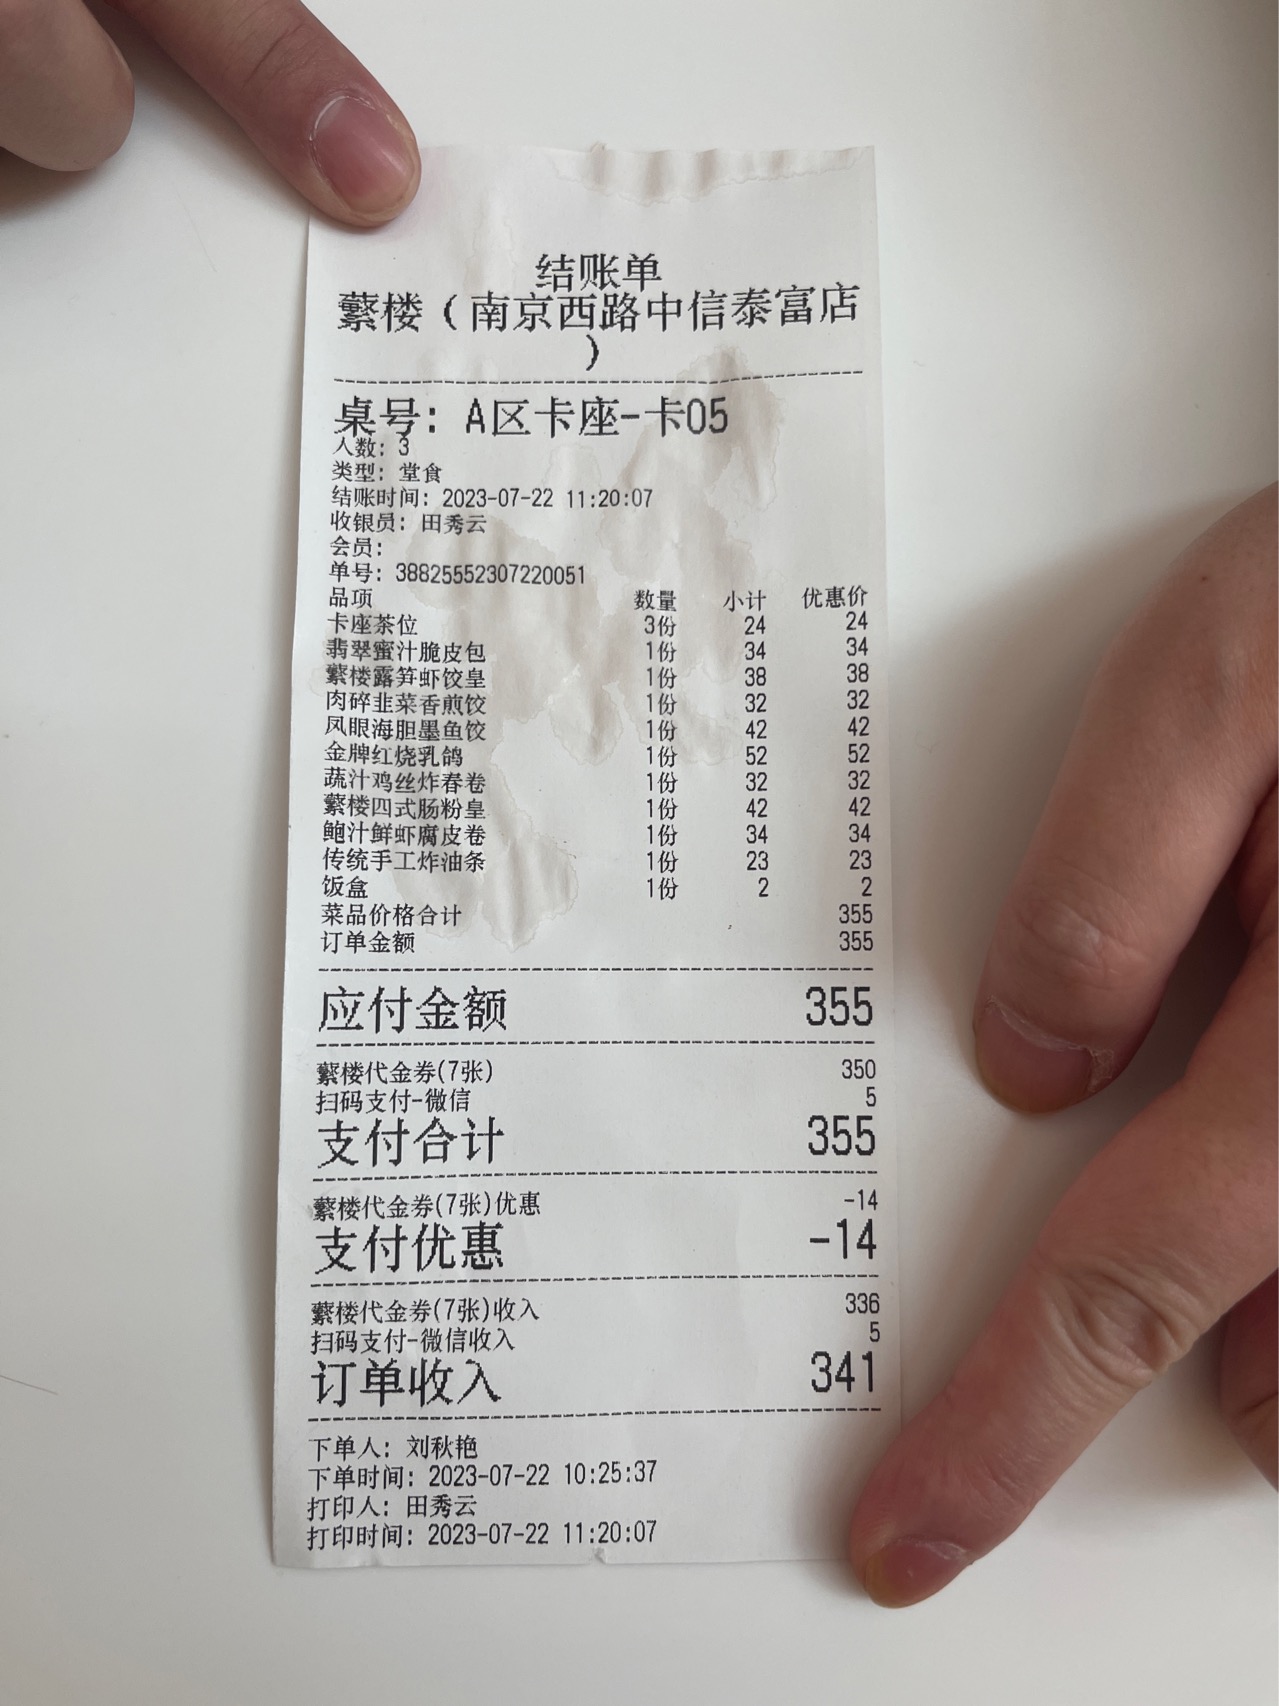 结账单
蘩楼（南京西路中信泰富店
）
桌号：A区卡座-卡05
人数：3
类型：堂食
结账时间：2023-07-22 11:20:07
收银员：田秀云
会员：
单号：38825552307220051
品项 数量 小计 优惠价
卡座茶位 3份 24 24
翡翠蜜汁脆皮包 1份 34 34
蘩楼露笋虾饺皇 1份 38 38
肉碎韭菜香煎饺 1份 32 32
凤眼海胆墨鱼饺 1份 42 42
金牌红烧乳鸽 1份 52 52
蔬汁鸡丝炸春卷 1份 32 32
蘩楼四式肠粉皇 1份 42 42
鲍汁鲜虾腐皮卷 1份 34 34
传统手工炸油条 1份 23 23
饭盒 1份 2 2
菜品价格合计 355
订单金额 355
应付金额 355
蘩楼代金券(7张) 350
扫码支付-微信 5
支付合计 355
蘩楼代金券(7张)优惠 -14
支付优惠 -14
蘩楼代金券(7张)收入 336
扫码支付-微信收入 5
订单收入 341
下单人：刘秋艳
下单时间：2023-07-22 10:25:37
打印人：田秀云
打印时间：2023-07-22 11:20:07